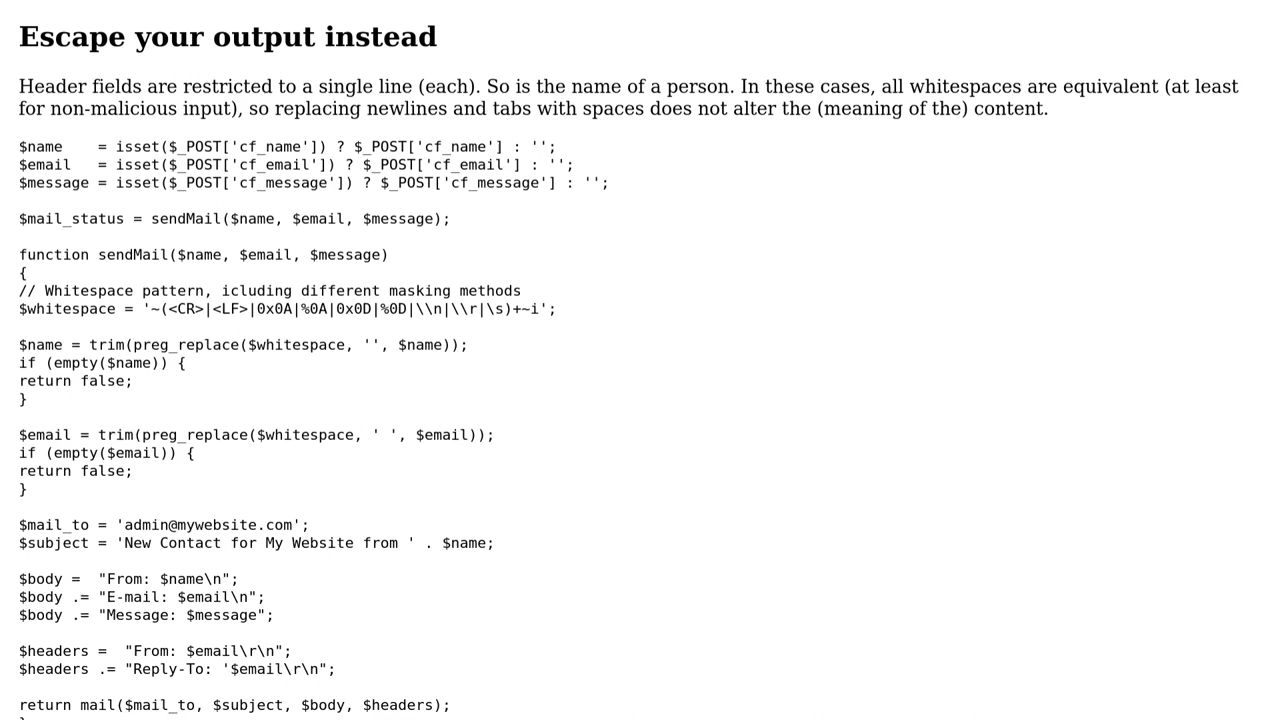 Escape your output instead
Header fields are restricted to a single line (each). So is the name of a person. In these cases, all whitespaces are equivalent (at least
for non-malicious input), so replacing newlines and tabs with spaces does not alter the (meaning of the) content.
$name    = isset($_POST['cf_name']) ? $_POST['cf_name'] : '';
$email   = isset($_POST['cf_email']) ? $_POST['cf_email'] : '';
$message = isset($_POST['cf_message']) ? $_POST['cf_message'] : '';
$mail_status = sendMail($name, $email, $message);
function sendMail($name, $email, $message)
{
// Whitespace pattern, icluding different masking methods
$whitespace = '~(<CR>|<LF>|0x0A|%0A|0x0D|%0D|\\n|\\r|\s)+~i';
$name = trim(preg_replace($whitespace, '', $name));
if (empty($name)) {
return false;
}
$email = trim(preg_replace($whitespace, ' ', $email));
if (empty($email)) {
return false;
}
$mail_to = 'admin@mywebsite.com';
$subject = 'New Contact for My Website from ' . $name;
$body =  "From: $name\n";
$body .= "E-mail: $email\n";
$body .= "Message: $message";
$headers =  "From: $email\r\n";
$headers .= "Reply-To: '$email\r\n";
return mail($mail_to, $subject, $body, $headers);